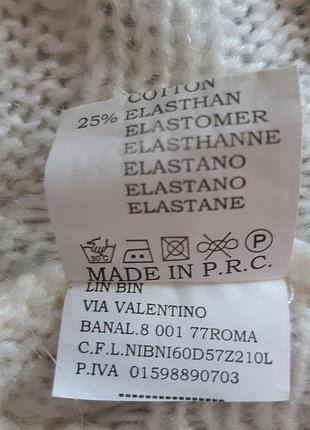 COTTON
25% ELASTHAN
ELASTOMER
ELASTHANNE
ELASTANO
ELASTANO
ELASTANE
30°C P
MADE IN P.R.C.
LIN BIN
VIA VALENTINO
BANAL.8 001 77ROMA
C.F.L.NIBNI60D57Z210L
P.IVA 01598890703